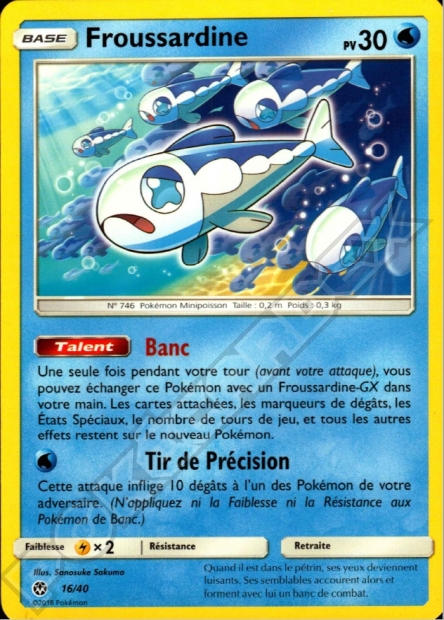 BASE Froussardine PV30
N° 746 Pokémon Minipoisson Taille : 0,2 m Poids : 0,3 kg
Talent Banc
Une seule fois pendant votre tour (avant votre attaque), vous
pouvez échanger ce Pokémon avec un Froussardine-GX dans
votre main. Les cartes attachées, les marqueurs de dégâts, les
États Spéciaux, le nombre de tours de jeu, et tous les autres
effets restent sur le nouveau Pokémon.
Tir de Précision
Cette attaque inflige 10 dégâts à l'un des Pokémon de votre
adversaire. (N'appliquez ni la Faiblesse ni la Résistance aux
Pokémon de Banc.)
Faiblesse × 2 Résistance Retraite
Illus. Sanosuke Sakuma
16/40
©2018 Pokémon
Quand il est dans le pétrin, ses yeux deviennent
luisants. Ses semblables accourent alors et
forment avec lui un banc de combat.